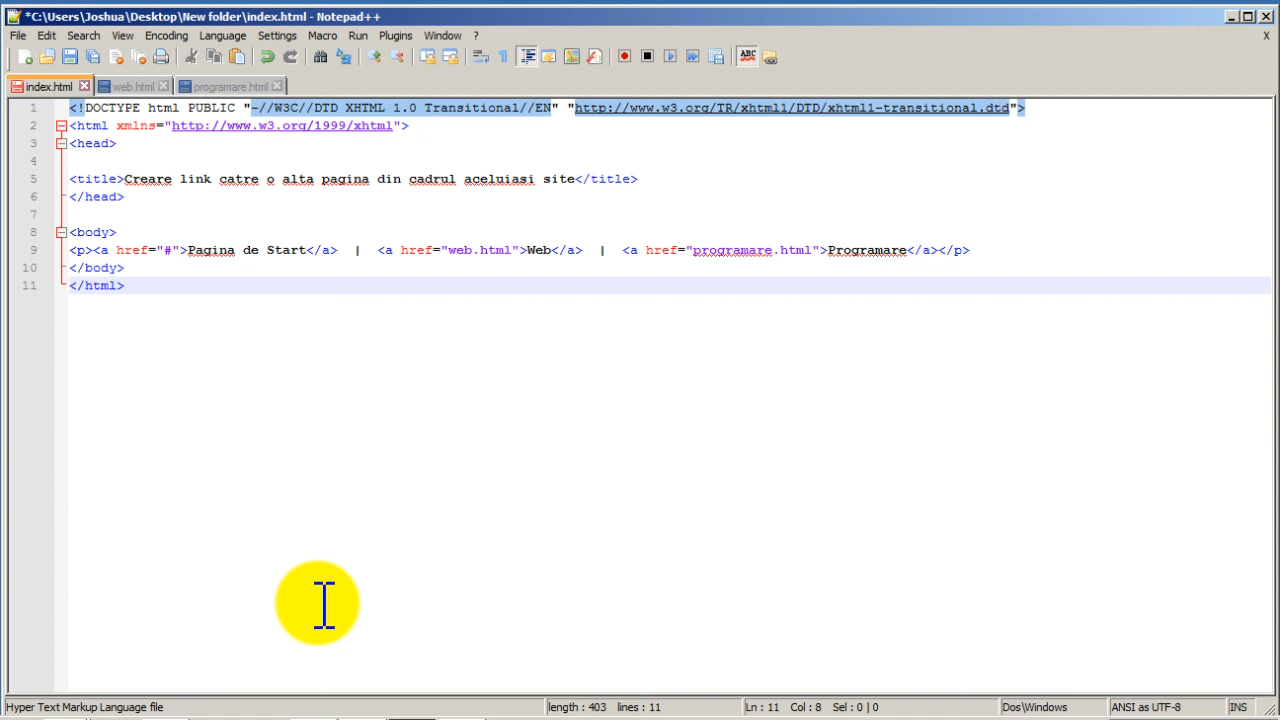 *C:\Users\Joshua\Desktop\New folder\index.html - Notepad++
File Edit Search View Encoding Language Settings Macro Run Plugins Window ? X
ABC
index.html web.html programare.html
1 <!DOCTYPE html PUBLIC "-//W3C//DTD XHTML 1.0 Transitional//EN" "http://www.w3.org/TR/xhtml1/DTD/xhtml1-transitional.dtd">
2 <html xmlns="http://www.w3.org/1999/xhtml">
3 <head>
4
5 <title>Creare link catre o alta pagina din cadrul aceluiasi site</title>
6 </head>
7
8 <body>
9 <p><a href="#">Pagina de Start</a> | <a href="web.html">Web</a> | <a href="programare.html">Programare</a></p>
10 </body>
11 </html>
Hyper Text Markup Language file length : 403 lines : 11 Ln : 11 Col : 8 Sel : 0 | 0 Dos\Windows ANSI as UTF-8 INS